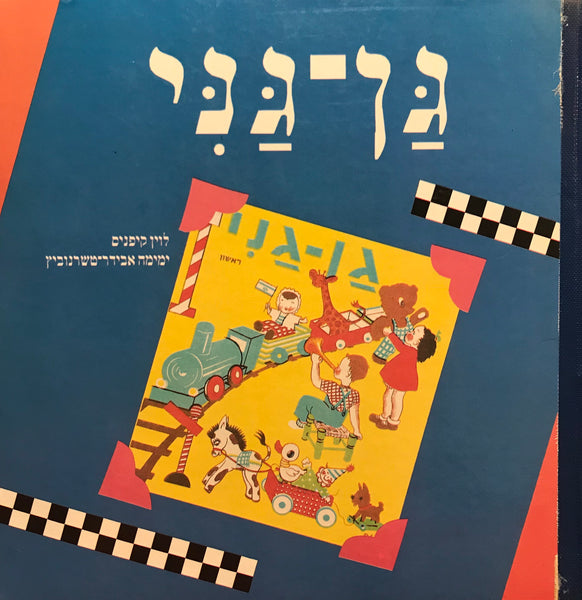 גַּן־גַּנִּי
לוין קיפניס
ימימה אבידר־טשרנוביץ
גַן-גַנִי
ראשון